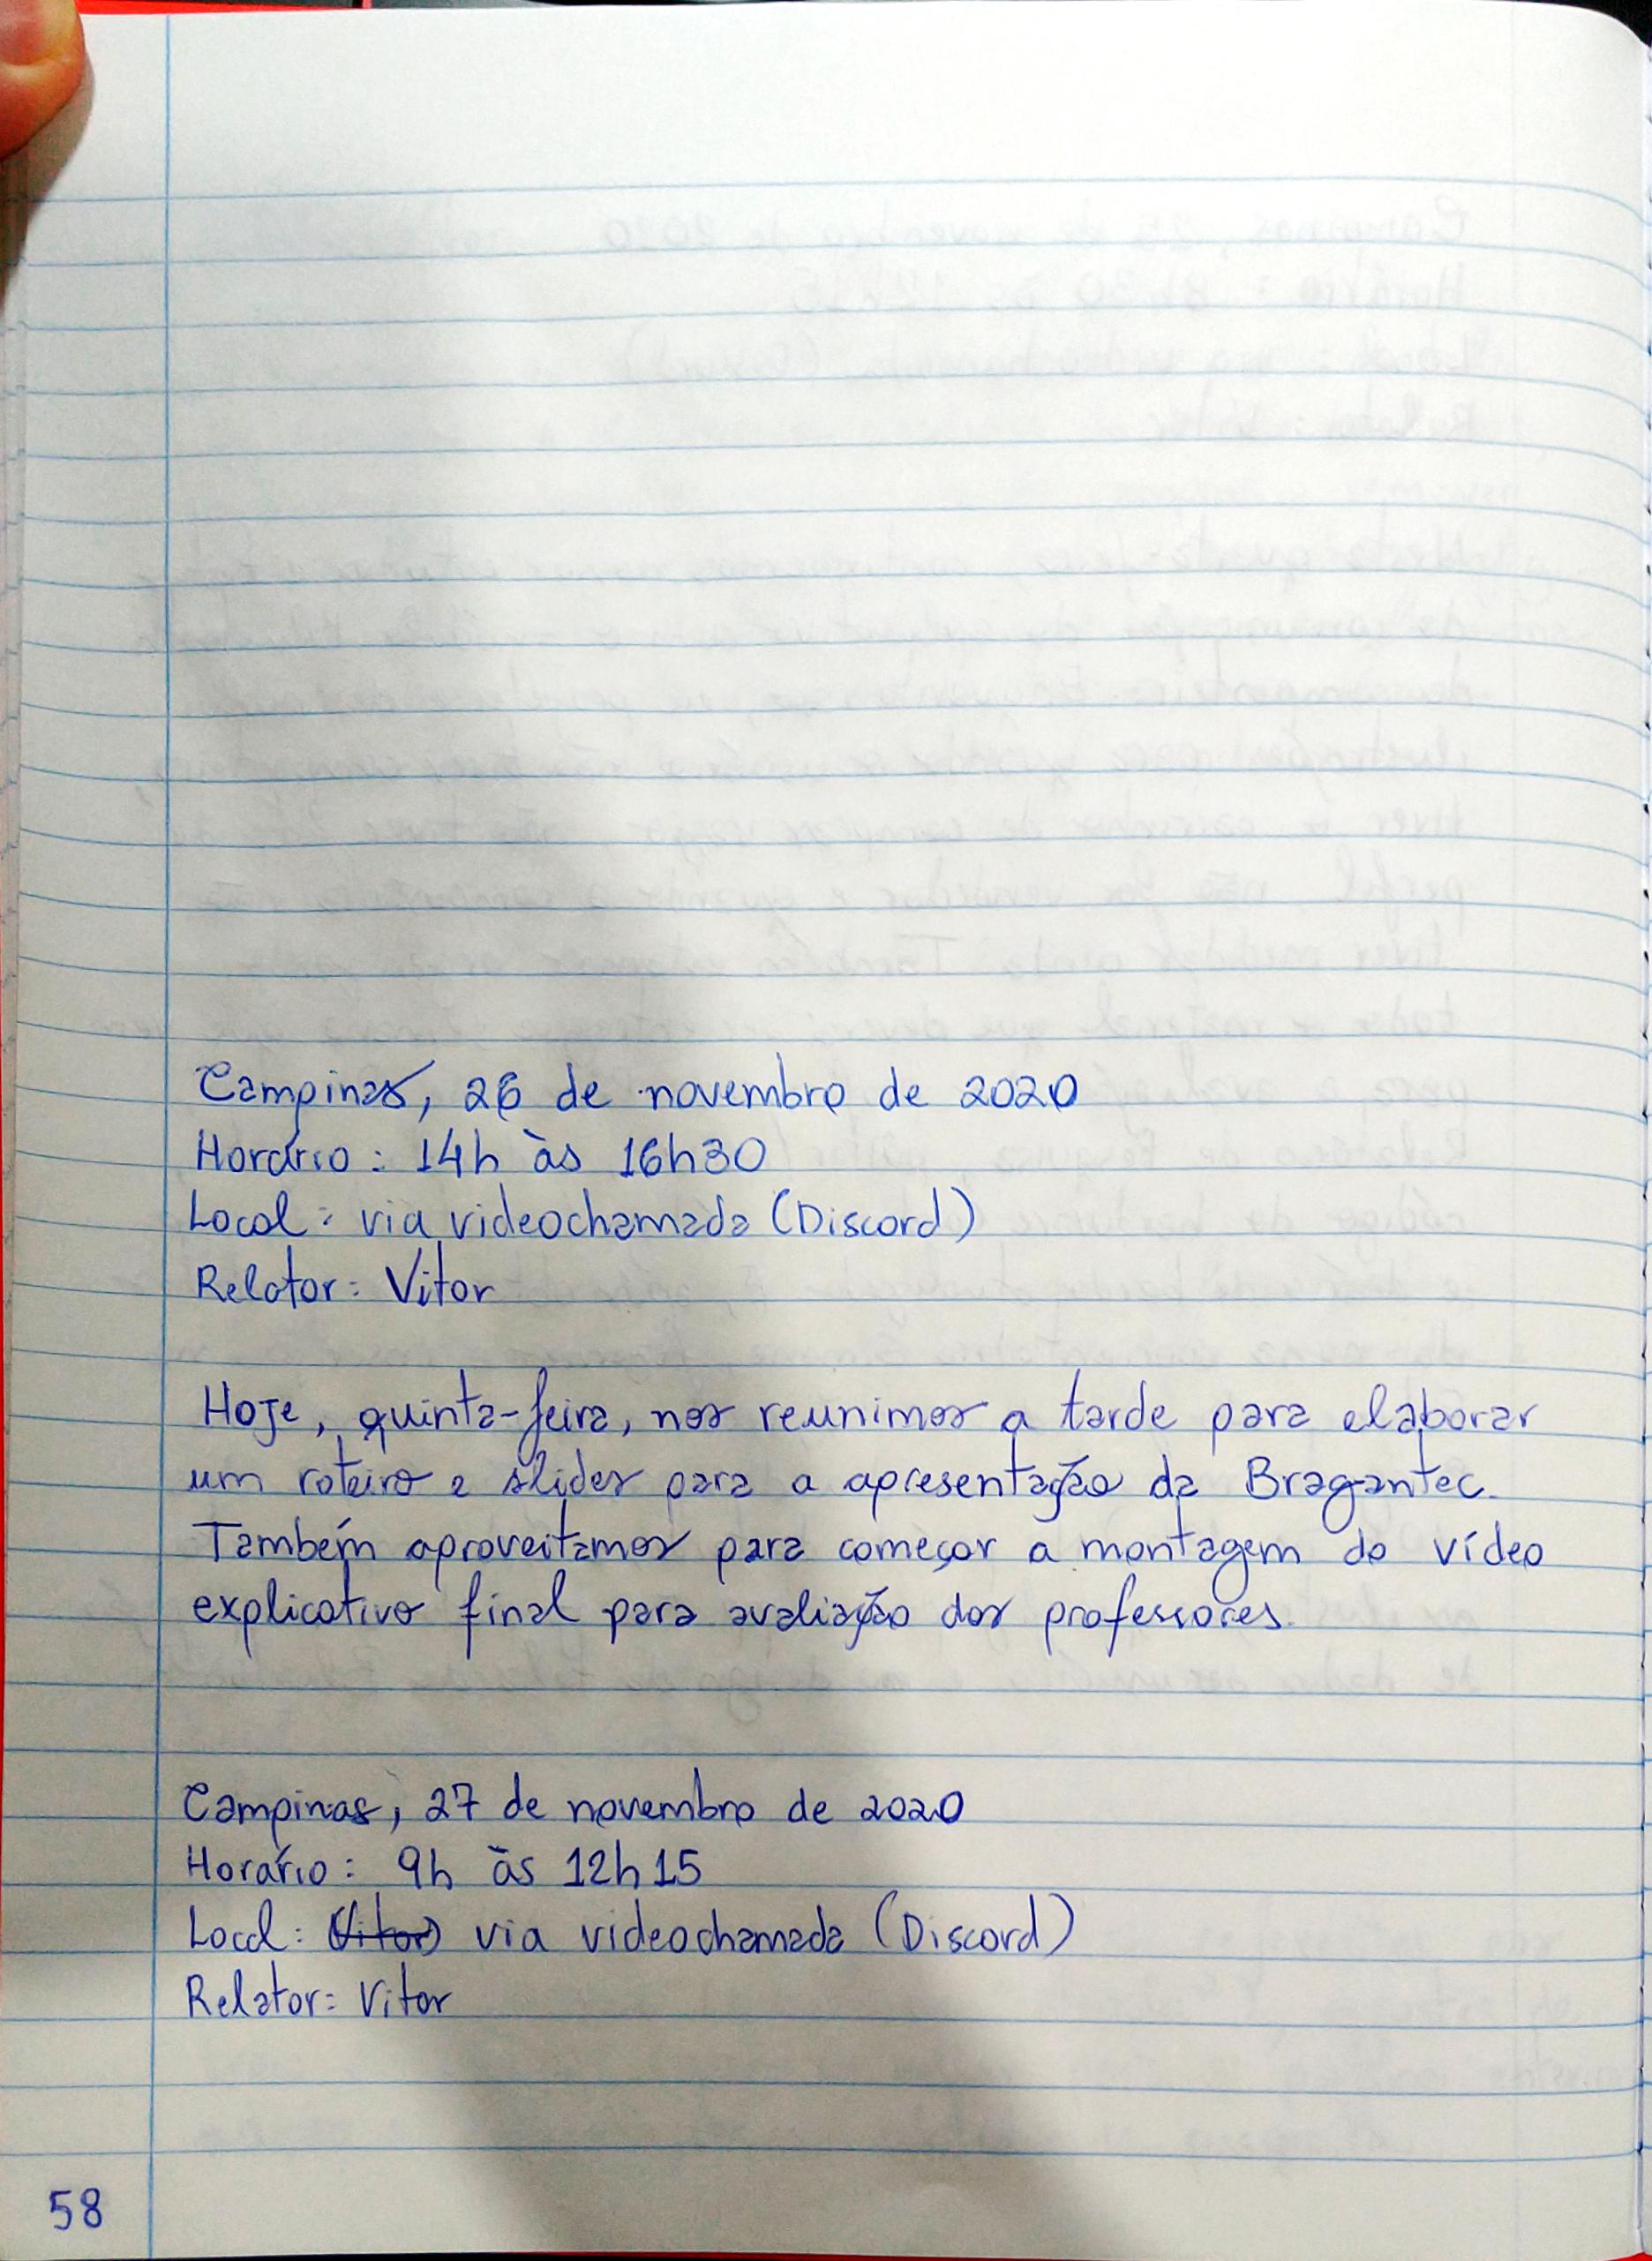 Campinas, 26 de novembro de 2020
Horário: 14h às 16h30
Local: via videochamada (Discord)
Relator: Vitor
Hoje, quinta-feira, nos reunimos a tarde para elaborar
um roteiro e slides para a apresentação da Bragantec.
Também aproveitamos para começar a montagem do vídeo
explicativo final para avaliação dos professores.
Campinas, 27 de novembro de 2020
Horário: 9h às 12h15
Local: (Vitor) via videochamada (Discord)
Relator: Vitor
58